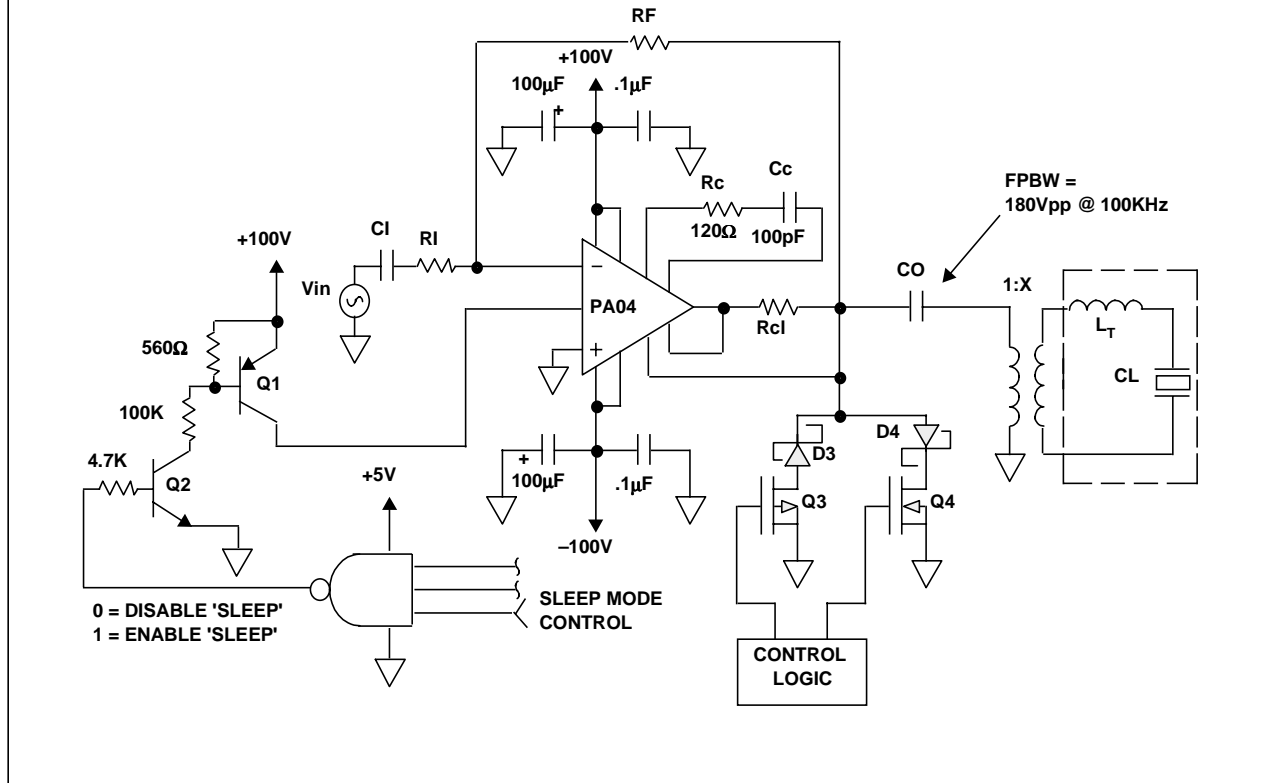 RF
+100V
100µF
+
.1µF
Rc
120Ω
Cc
100pF
FPBW =
180Vpp @ 100KHz
CI
RI
+100V
Vin
–
PA04
+
RcI
CO
1:X
LT
CL
560Ω
Q1
100K
4.7K
Q2
+5V
+
100µF
.1µF
–100V
D3
D4
Q3
Q4
0 = DISABLE 'SLEEP'
1 = ENABLE 'SLEEP'
SLEEP MODE
CONTROL
CONTROL
LOGIC